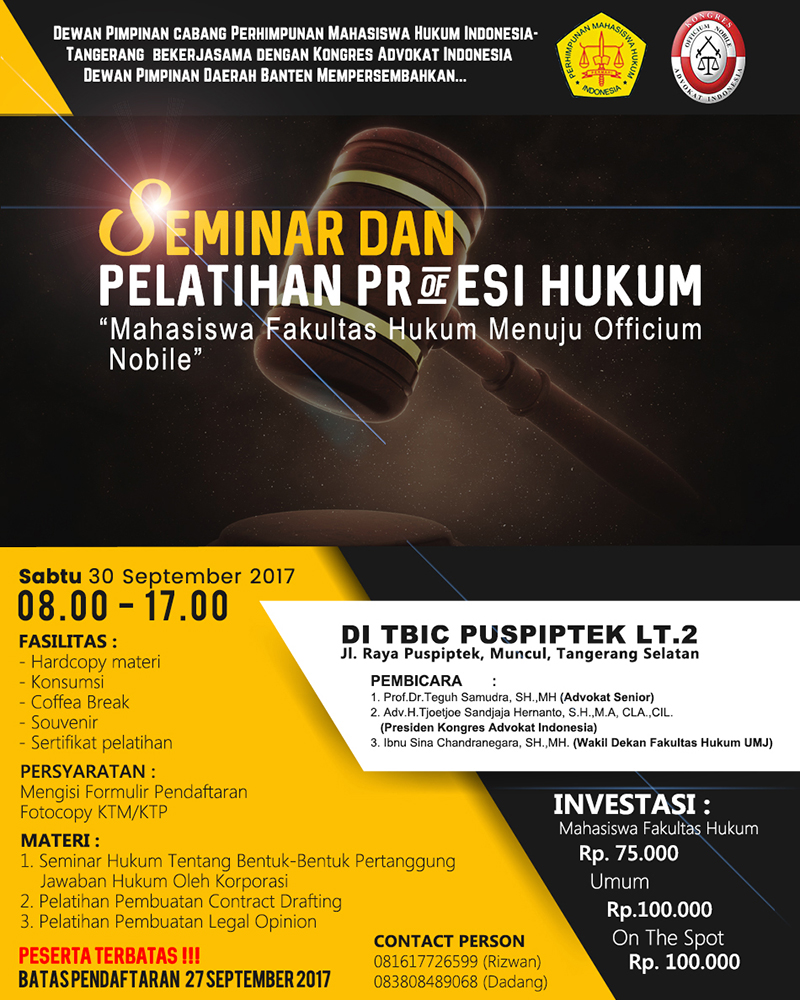 Dewan Pimpinan cabang Perhimpunan Mahasiswa Hukum Indonesia-
Tangerang bekerjasama dengan Kongres Advokat Indonesia
Dewan Pimpinan Daerah Banten Mempersembahkan...
PERHIMPUNAN MAHASISWA HUKUM
INDONESIA
KONGRES
OFFICIUM NOBILE
ADVOKAT INDONESIA
SEMINAR DAN
PELATIHAN PROFESI HUKUM
“Mahasiswa Fakultas Hukum Menuju Officium
Nobile”
Sabtu 30 September 2017
08.00 - 17.00
FASILITAS :
- Hardcopy materi
- Konsumsi
- Coffea Break
- Souvenir
- Sertifikat pelatihan
PERSYARATAN :
Mengisi Formulir Pendaftaran
Fotocopy KTM/KTP
MATERI :
1. Seminar Hukum Tentang Bentuk-Bentuk Pertanggung
Jawaban Hukum Oleh Korporasi
2. Pelatihan Pembuatan Contract Drafting
3. Pelatihan Pembuatan Legal Opinion
PESERTA TERBATAS !!!
BATAS PENDAFTARAN 27 SEPTEMBER 2017
DI TBIC PUSPIPTEK LT.2
Jl. Raya Puspiptek, Muncul, Tangerang Selatan
PEMBICARA :
1. Prof.Dr.Teguh Samudra, SH.,MH (Advokat Senior)
2. Adv.H.Tjoetjoe Sandjaja Hernanto, S.H.,M.A, CLA.,CIL.
(Presiden Kongres Advokat Indonesia)
3. Ibnu Sina Chandranegara, SH.,MH. (Wakil Dekan Fakultas Hukum UMJ)
INVESTASI :
Mahasiswa Fakultas Hukum
Rp. 75.000
Umum
Rp.100.000
On The Spot
Rp. 100.000
CONTACT PERSON
081617726599 (Rizwan)
083808489068 (Dadang)